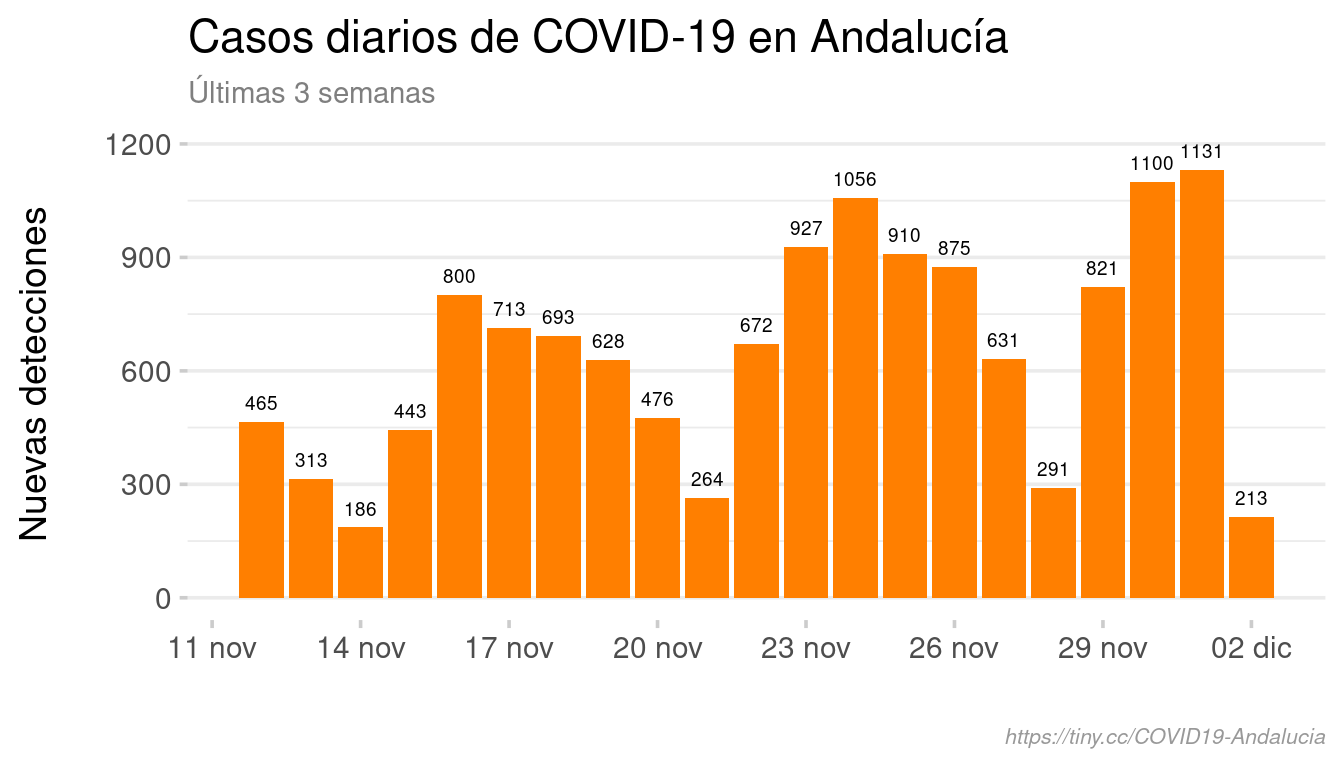 Casos diarios de COVID-19 en Andalucía
Últimas 3 semanas
Nuevas detecciones
1200
900
600
300
0
465
313
186
443
800
713
693
628
476
264
672
927
1056
910
875
631
291
821
1100
1131
213
11 nov
14 nov
17 nov
20 nov
23 nov
26 nov
29 nov
02 dic
https://tiny.cc/COVID19-Andalucia